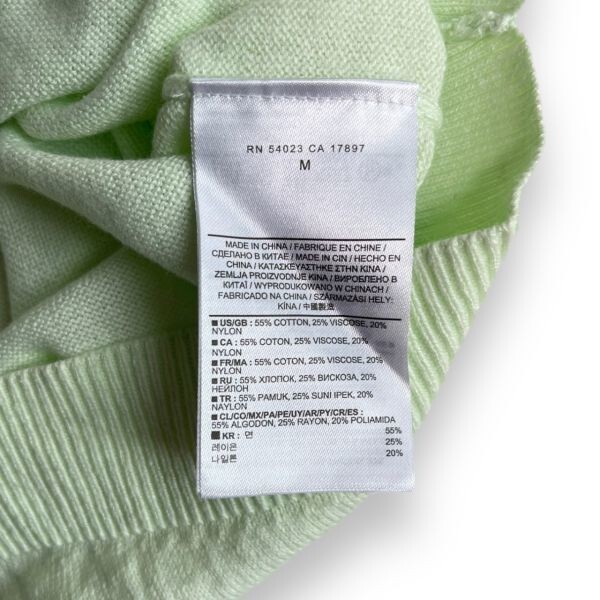 RN 54023 CA 17897
M
MADE IN CHINA / FABRIQUE EN CHINE /
СДЕЛАНО В КИТАЕ / MADE IN CIN / HECHO EN
CHINA / ΚΑΤΑΣΚΕΥΑΣΤΗΚΕ ΣΤΗΝ ΚΙΝΑ /
ZEMLJA PROIZVODNJE KINA / ВИРОБЛЕНО В
КИТАЇ / WYPRODUKOWANO W CHINACH /
FABRICADO NA CHINA / SZÁRMAZÁSI HELY:
KÍNA / 中國製造
US/GB : 55% COTTON, 25% VISCOSE, 20%
NYLON
CA : 55% COTON, 25% VISCOSE, 20%
NYLON
FR/MA : 55% COTON, 25% VISCOSE, 20%
NYLON
RU : 55% ХЛОПОК, 25% ВИСКОЗА, 20%
НЕЙЛОН
TR : 55% PAMUK, 25% SUNI IPEK, 20%
NAYLON
CL/CO/MX/PA/PE/UY/AR/PY/CR/ES :
55% ALGODON, 25% RAYON, 20% POLIAMIDA
KR : 면 55%
레이온 25%
나일론 20%